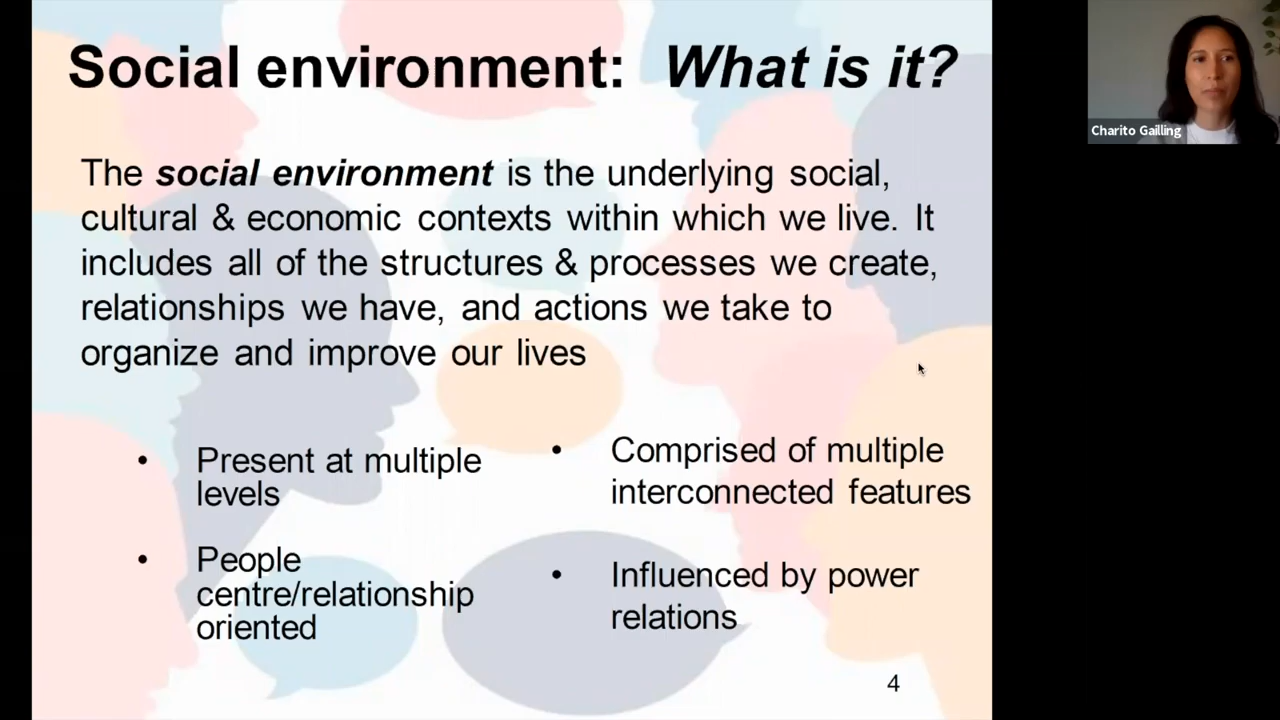 Social environment: What is it?
The social environment is the underlying social,
cultural & economic contexts within which we live. It
includes all of the structures & processes we create,
relationships we have, and actions we take to
organize and improve our lives
• Present at multiple
levels
• People
centre/relationship
oriented
• Comprised of multiple
interconnected features
• Influenced by power
relations
4
Charito Gailling